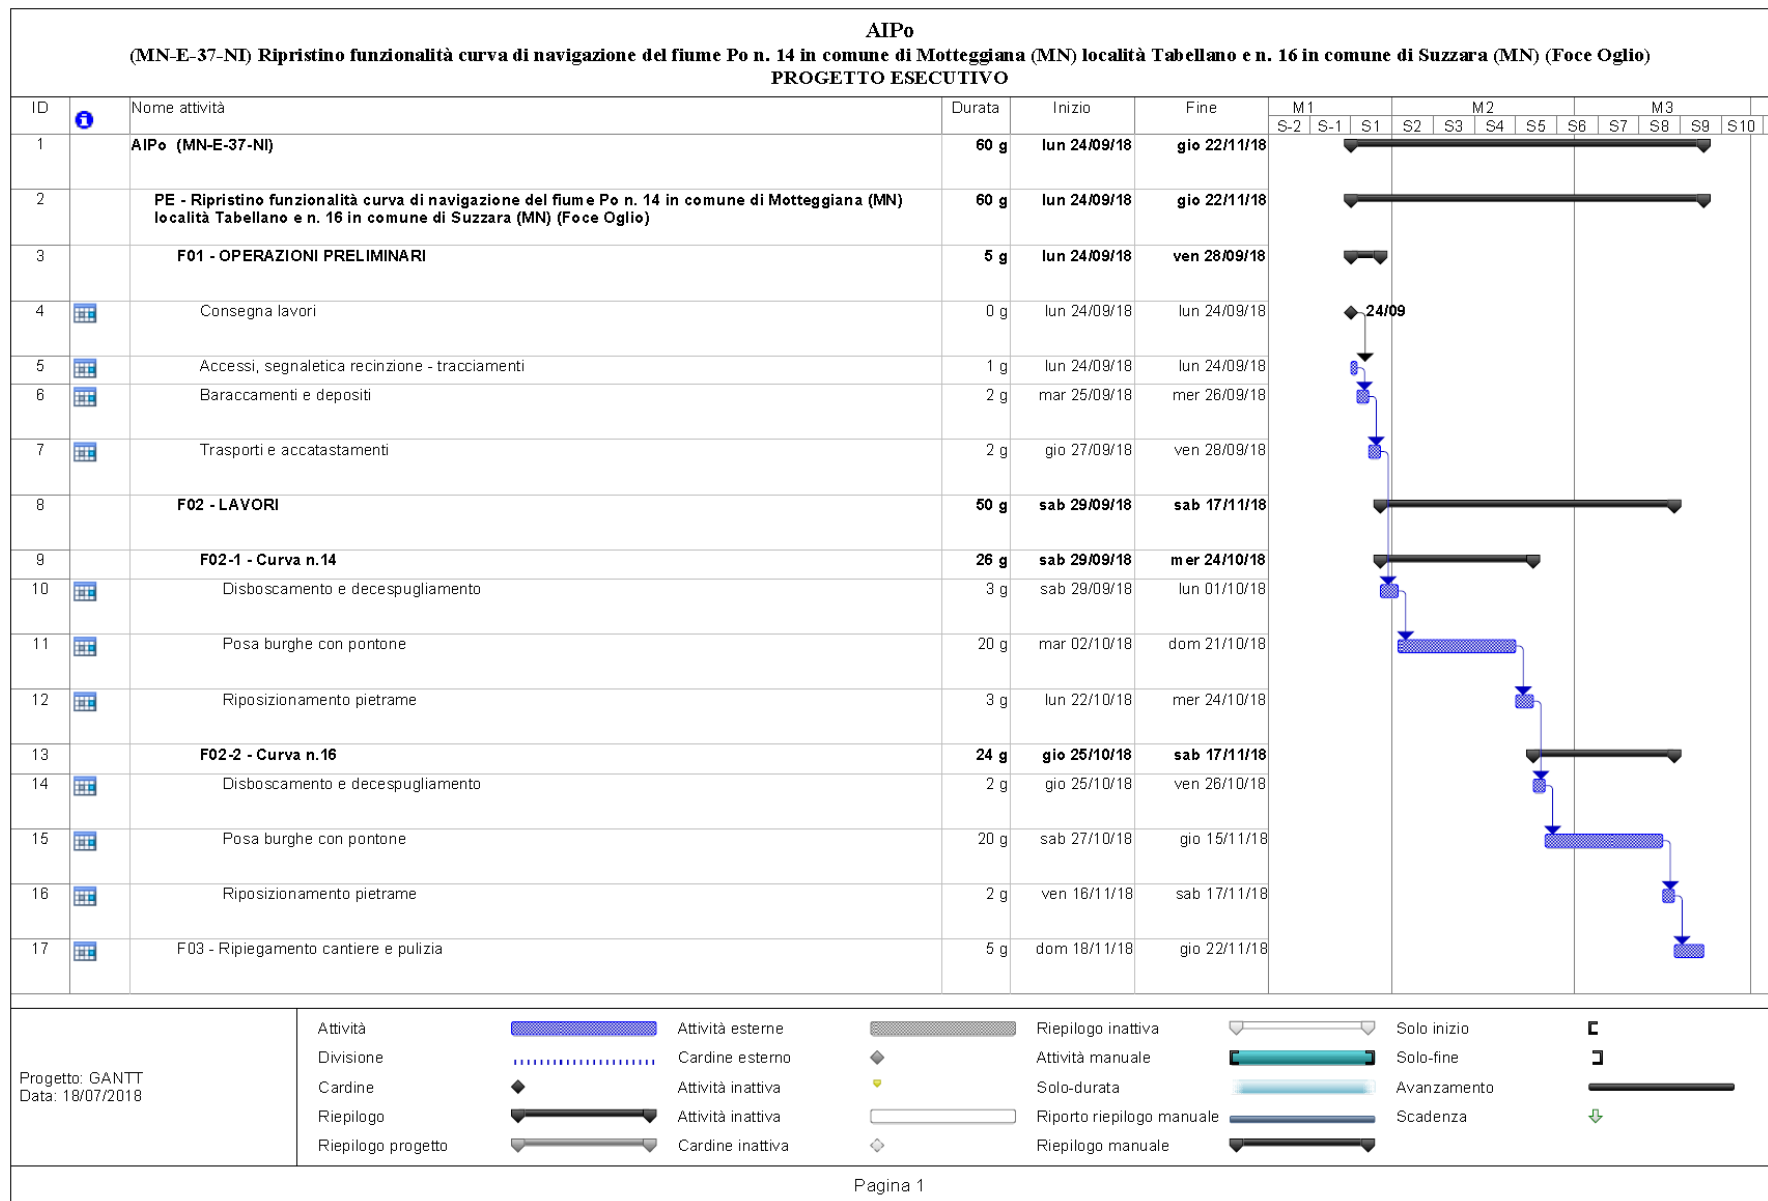 AIPo
(MN-E-37-NI) Ripristino funzionalità curva di navigazione del fiume Po n. 14 in comune di Motteggiana (MN) località Tabellano e n. 16 in comune di Suzzara (MN) (Foce Oglio)
PROGETTO ESECUTIVO
ID Nome attività Durata Inizio Fine M1 M2 M3
S-2 S-1 S1 S2 S3 S4 S5 S6 S7 S8 S9 S10
1 AIPo (MN-E-37-NI) 60 g lun 24/09/18 gio 22/11/18
2 PE - Ripristino funzionalità curva di navigazione del fiume Po n. 14 in comune di Motteggiana (MN) 60 g lun 24/09/18 gio 22/11/18
località Tabellano e n. 16 in comune di Suzzara (MN) (Foce Oglio)
3 F01 - OPERAZIONI PRELIMINARI 5 g lun 24/09/18 ven 28/09/18
4 Consegna lavori 0 g lun 24/09/18 lun 24/09/18 24/09
5 Accessi, segnaletica recinzione - tracciamenti 1 g lun 24/09/18 lun 24/09/18
6 Baraccamenti e depositi 2 g mar 25/09/18 mer 26/09/18
7 Trasporti e accatastamenti 2 g gio 27/09/18 ven 28/09/18
8 F02 - LAVORI 50 g sab 29/09/18 sab 17/11/18
9 F02-1 - Curva n.14 26 g sab 29/09/18 mer 24/10/18
10 Disboscamento e decespugliamento 3 g sab 29/09/18 lun 01/10/18
11 Posa burghe con pontone 20 g mar 02/10/18 dom 21/10/18
12 Riposizionamento pietrame 3 g lun 22/10/18 mer 24/10/18
13 F02-2 - Curva n.16 24 g gio 25/10/18 sab 17/11/18
14 Disboscamento e decespugliamento 2 g gio 25/10/18 ven 26/10/18
15 Posa burghe con pontone 20 g sab 27/10/18 gio 15/11/18
16 Riposizionamento pietrame 2 g ven 16/11/18 sab 17/11/18
17 F03 - Ripiegamento cantiere e pulizia 5 g dom 18/11/18 gio 22/11/18
Progetto: GANTT
Data: 18/07/2018
Attività Attività esterne Riepilogo inattiva Solo inizio
Divisione Cardine esterno Attività manuale Solo-fine
Cardine Attività inattiva Solo-durata Avanzamento
Riepilogo Attività inattiva Riporto riepilogo manuale Scadenza
Riepilogo progetto Cardine inattiva Riepilogo manuale
Pagina 1